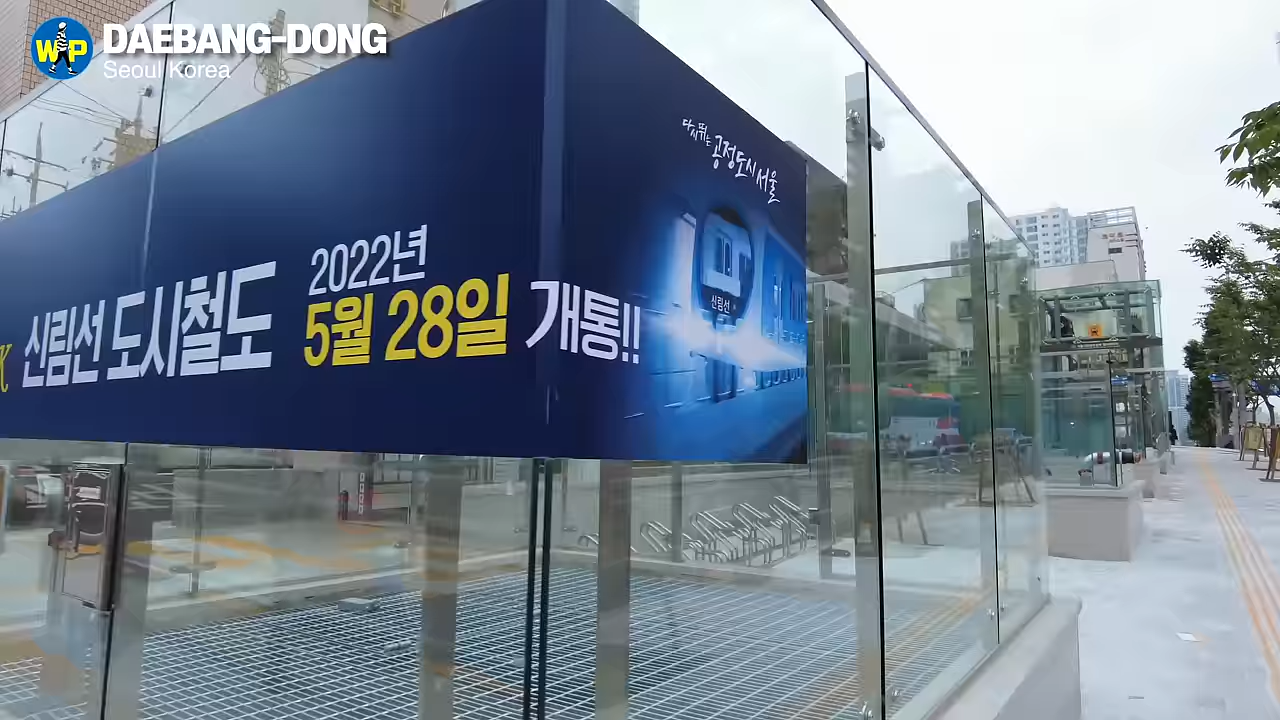 WP
DAEBANG-DONG
Seoul Korea
다시뛰는 공정도시 서울
신림선 도시철도
2022년
5월 28일
개통!!
신림선